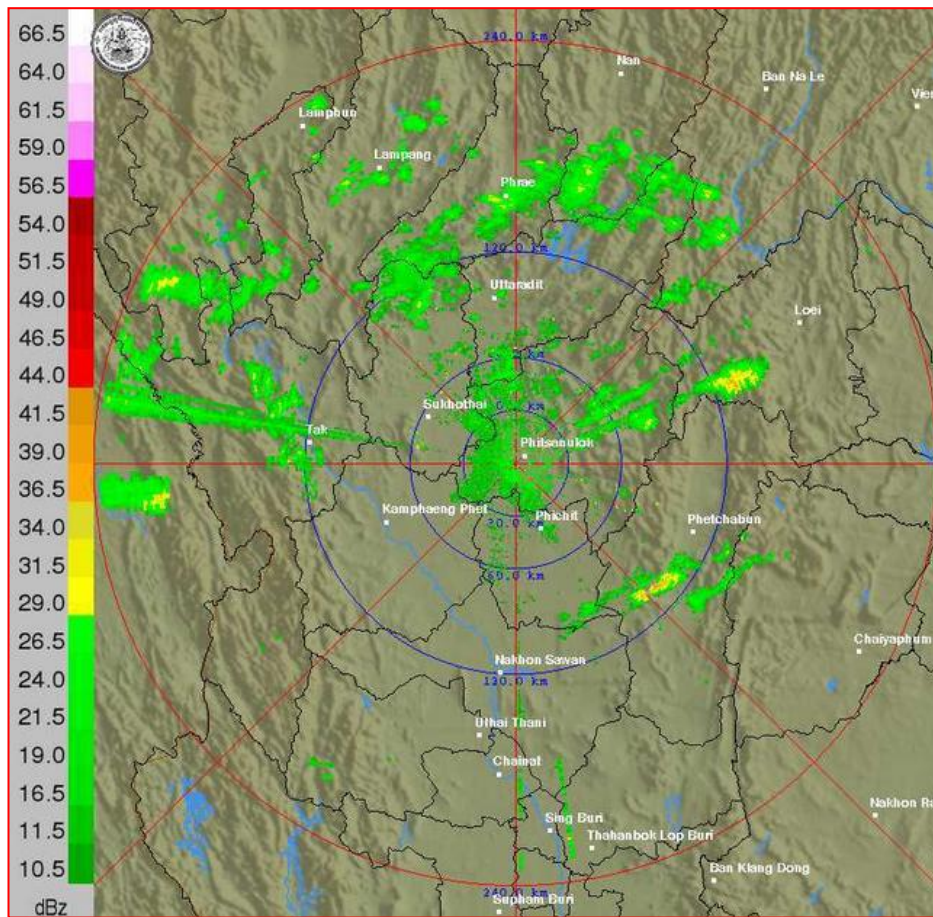 66.5
64.0
61.5
59.0
56.5
54.0
51.5
49.0
46.5
44.0
41.5
39.0
36.5
34.0
31.5
29.0
26.5
24.0
21.5
19.0
16.5
11.5
10.5
dBz
240.0 km
Nan
Ban Na Le
Lamphun
Lampang
Phrae
120.0 km
Uttaradit
Loei
Sukhothai
Tak
Phitsanulok
Kamphaeng Phet
Phichit
Phetchabun
60.0 km
Chaiyaphum
Nakhon Sawan
120.0 km
Uthai Thani
Chainat
Sing Buri
Thahanbok Lop Buri
Ban Klang Dong
240.0 km
Supham Buri